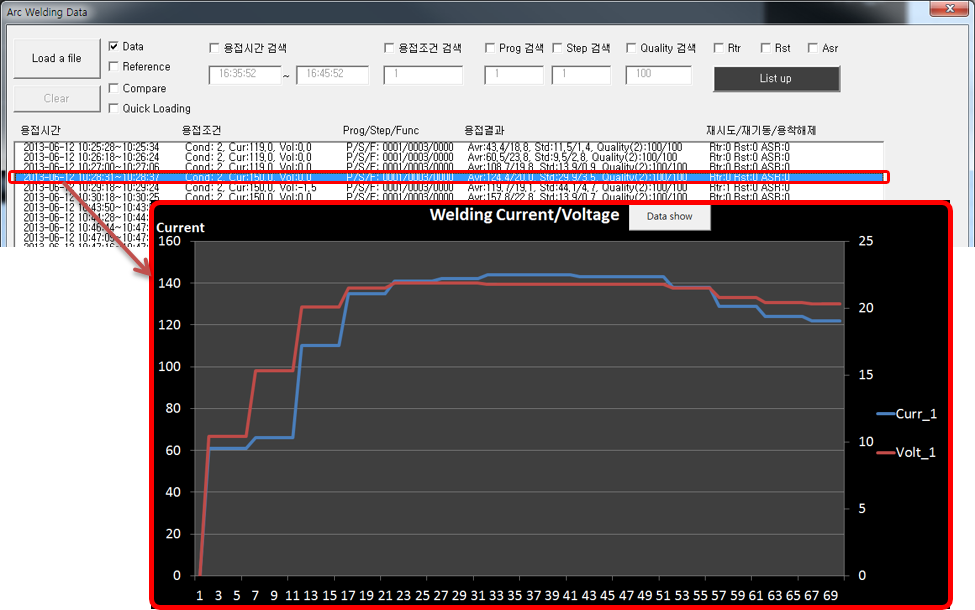 Arc Welding Data
Load a file
Clear
Data
Reference
Compare
Quick Loading
용접시간 검색
16:35:52 ~ 16:45:52
용접조건 검색
1
Prog 검색
1
Step 검색
1
Quality 검색
100
Rtr Rst Asr
List up
용접시간 용접조건 Prog/Step/Func 용접결과 재시도/재기동/용착해제
2013-06-12 10:25:28~10:25:34 Cond: 2, Cur:119,0, Vol:0,0 P/S/F: 0001/0003/0000 Avr:43,4/18,8, Std:11,5/1,4, Quality(2):100/100 Rtr:0 Rst:0 ASR:0
2013-06-12 10:26:18~10:25:34 Cond: 2, Cur:119,0, Vol:0,0 P/S/F: 0001/0003/0000 Avr:60,5/23,8, Std:9,5/2,8, Quality(2):100/100 Rtr:0 Rst:0 ASR:0
2013-06-12 10:27:00~10:27:06 Cond: 2, Cur:119,0, Vol:0,0 P/S/F: 0001/0003/0000 Avr:108,7/19,8, Std:13,9/0,9, Quality(2):100/100 Rtr:0 Rst:0 ASR:0
2013-06-12 10:28:31~10:28:37 Cond: 2, Cur:150,0, Vol:0,0 P/S/F: 0001/0003/0000 Avr:124,4/20,0, Std:29,9/3,5, Quality(2):100/100 Rtr:0 Rst:0 ASR:0
2013-06-12 10:29:18~10:29:24 Cond: 2, Cur:150,0, Vol:-1,5 P/S/F: 0001/0003/0000 Avr:119,7/19,1, Std:44,1/4,7, Quality(2):100/100 Rtr:0 Rst:0 ASR:0
2013-06-12 10:30:18~10:30:25 Cond: 2, Cur:150,0, Vol:0,0 P/S/F: 0001/0003/0000 Avr:157,8/22,8, Std:13,9/0,7, Quality(2):100/100 Rtr:0 Rst:0 ASR:0
2013-06-12 10:43:50~10:43:
2013-06-12 10:44:28~10:44:
2013-06-12 10:46:
2013-06-12 10:47:
2013-06-12 10:47:
Welding Current/Voltage
Data show
Current
160
140
120
100
80
60
40
20
0
25
20
15
10
5
0
Curr_1
Volt_1
1 3 5 7 9 11 13 15 17 19 21 23 25 27 29 31 33 35 37 39 41 43 45 47 49 51 53 55 57 59 61 63 65 67 69